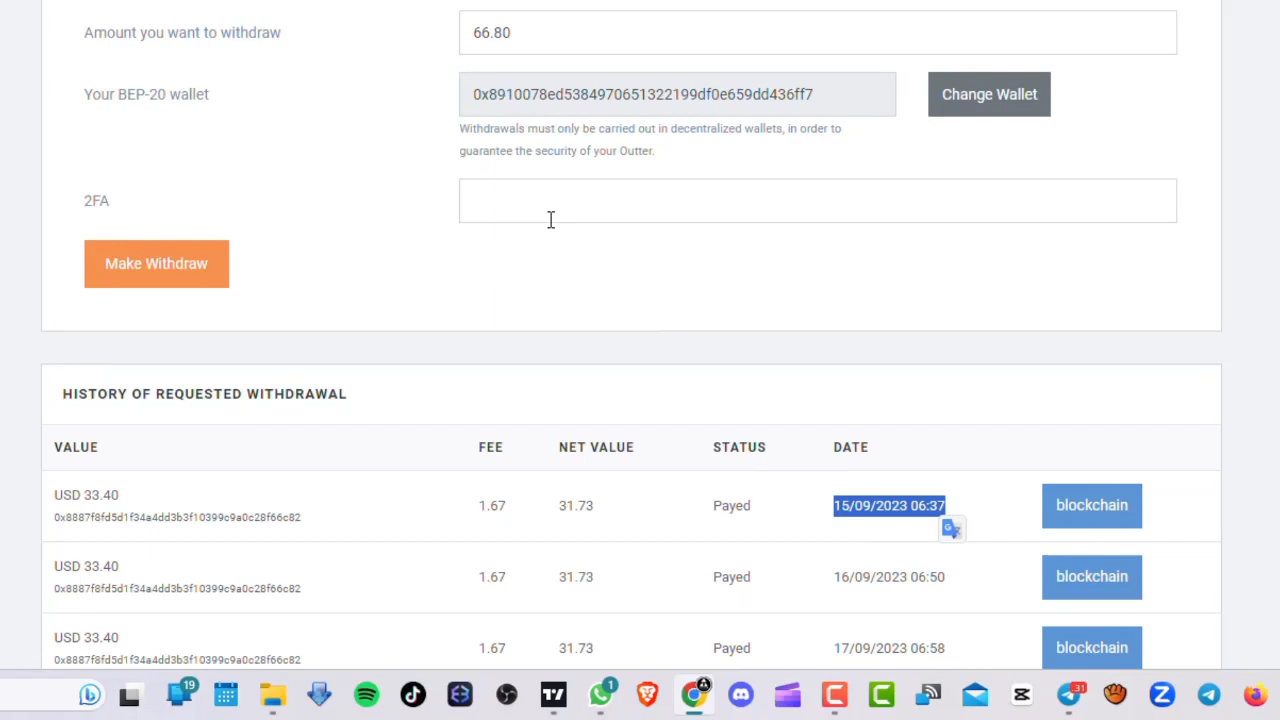 Amount you want to withdraw
66.80
Your BEP-20 wallet
0x8910078ed5384970651322199df0e659dd436ff7
Change Wallet
Withdrawals must only be carried out in decentralized wallets, in order to
guarantee the security of your Outter.
2FA
Make Withdraw
HISTORY OF REQUESTED WITHDRAWAL
VALUE FEE NET VALUE STATUS DATE
USD 33.40
0x8887f8fd5d1f34a4dd3b3f10399c9a0c28f66c82
1.67 31.73 Payed 15/09/2023 06:37 blockchain
USD 33.40
0x8887f8fd5d1f34a4dd3b3f10399c9a0c28f66c82
1.67 31.73 Payed 16/09/2023 06:50 blockchain
USD 33.40
0x8887f8fd5d1f34a4dd3b3f10399c9a0c28f66c82
1.67 31.73 Payed 17/09/2023 06:58 blockchain
19 1 31